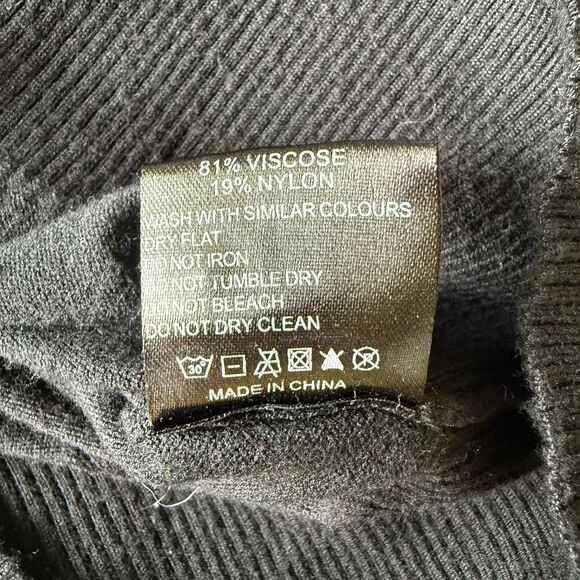 81% VISCOSE
19% NYLON
WASH WITH SIMILAR COLOURS
DRY FLAT
DO NOT IRON
DO NOT TUMBLE DRY
DO NOT BLEACH
DO NOT DRY CLEAN
30°
MADE IN CHINA